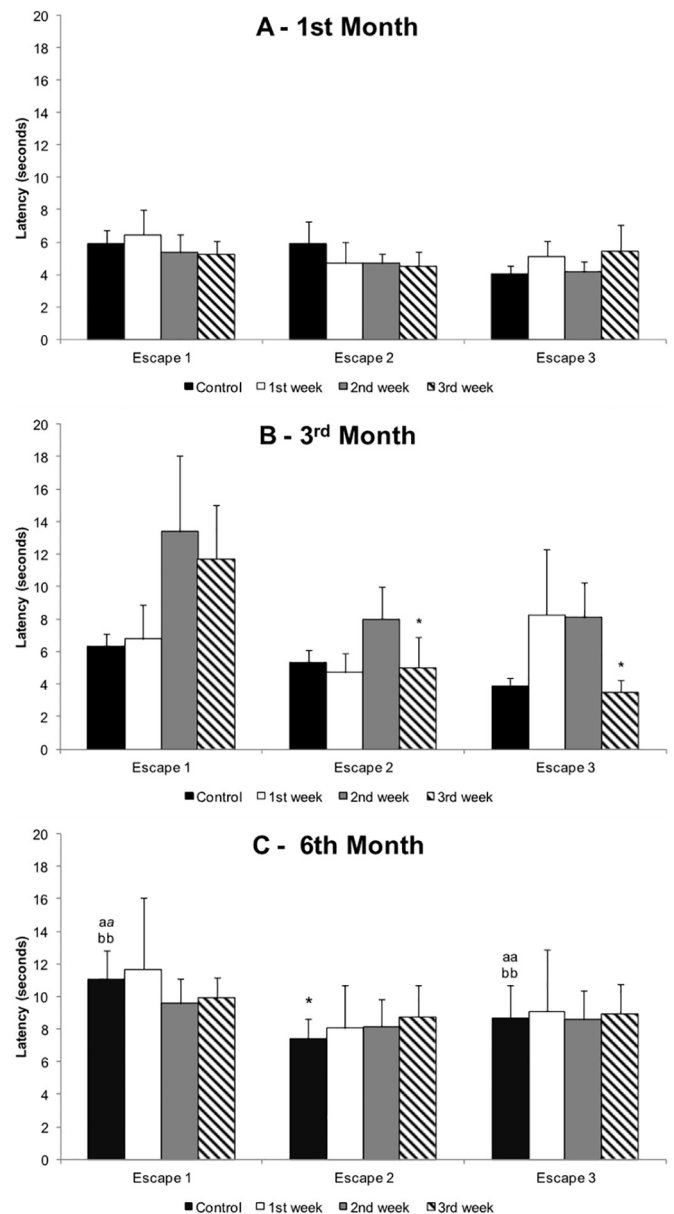 A - 1st Month
Latency (seconds)
20
18
16
14
12
10
8
6
4
2
0
Escape 1 Escape 2 Escape 3
Control 1st week 2nd week 3rd week
B - 3rd Month
Latency (seconds)
20
18
16
14
12
10
8
6
4
2
0
*
*
Escape 1 Escape 2 Escape 3
Control 1st week 2nd week 3rd week
C - 6th Month
Latency (seconds)
20
18
16
14
12
10
8
6
4
2
0
aa
bb
*
aa
bb
Escape 1 Escape 2 Escape 3
Control 1st week 2nd week 3rd week